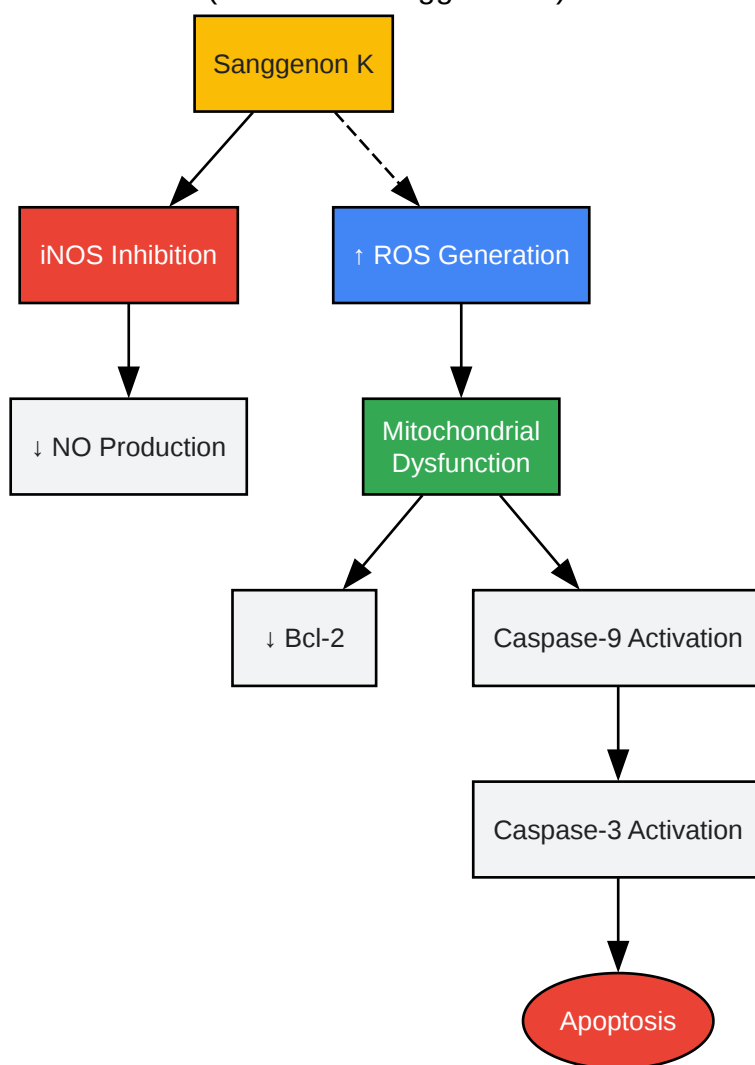 Sanggenon K
iNOS Inhibition
↑ ROS Generation
↓ NO Production
Mitochondrial
Dysfunction
↓ Bcl-2
Caspase-9 Activation
Caspase-3 Activation
Apoptosis